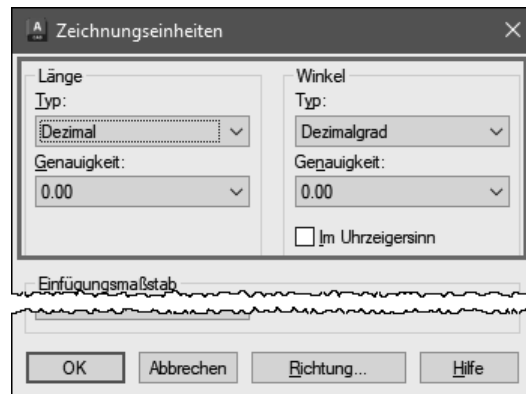 A
CAD
Zeichnungseinheiten
Länge
Typ:
Dezimal
Genauigkeit:
0.00
Winkel
Typ:
Dezimalgrad
Genauigkeit:
0.00
Im Uhrzeigersinn
Einfügungsmaßstab
OK Abbrechen Richtung... Hilfe